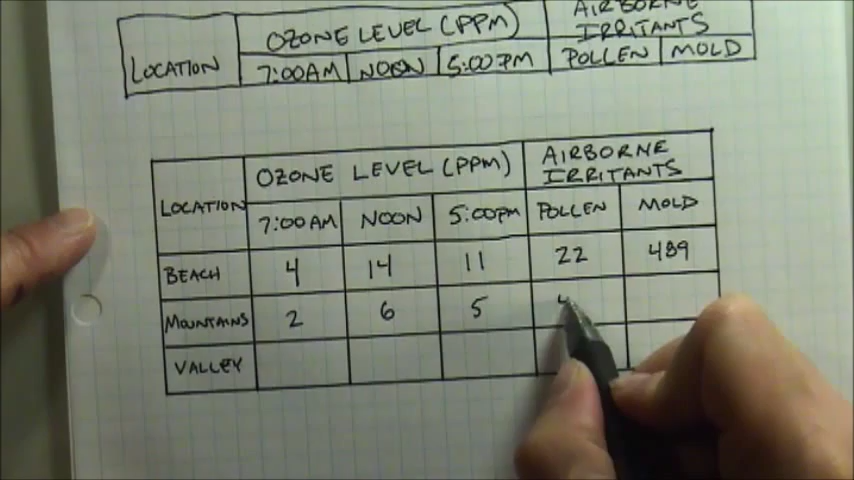 AIRBORNE
OZONE LEVEL (PPM) IRRITANTS
LOCATION 7:00AM NOON 5:00PM POLLEN MOLD
OZONE LEVEL (PPM) AIRBORNE
IRRITANTS
LOCATION 7:00AM NOON 5:00PM POLLEN MOLD
BEACH 4 14 11 22 489
MOUNTAINS 2 6 5
VALLEY